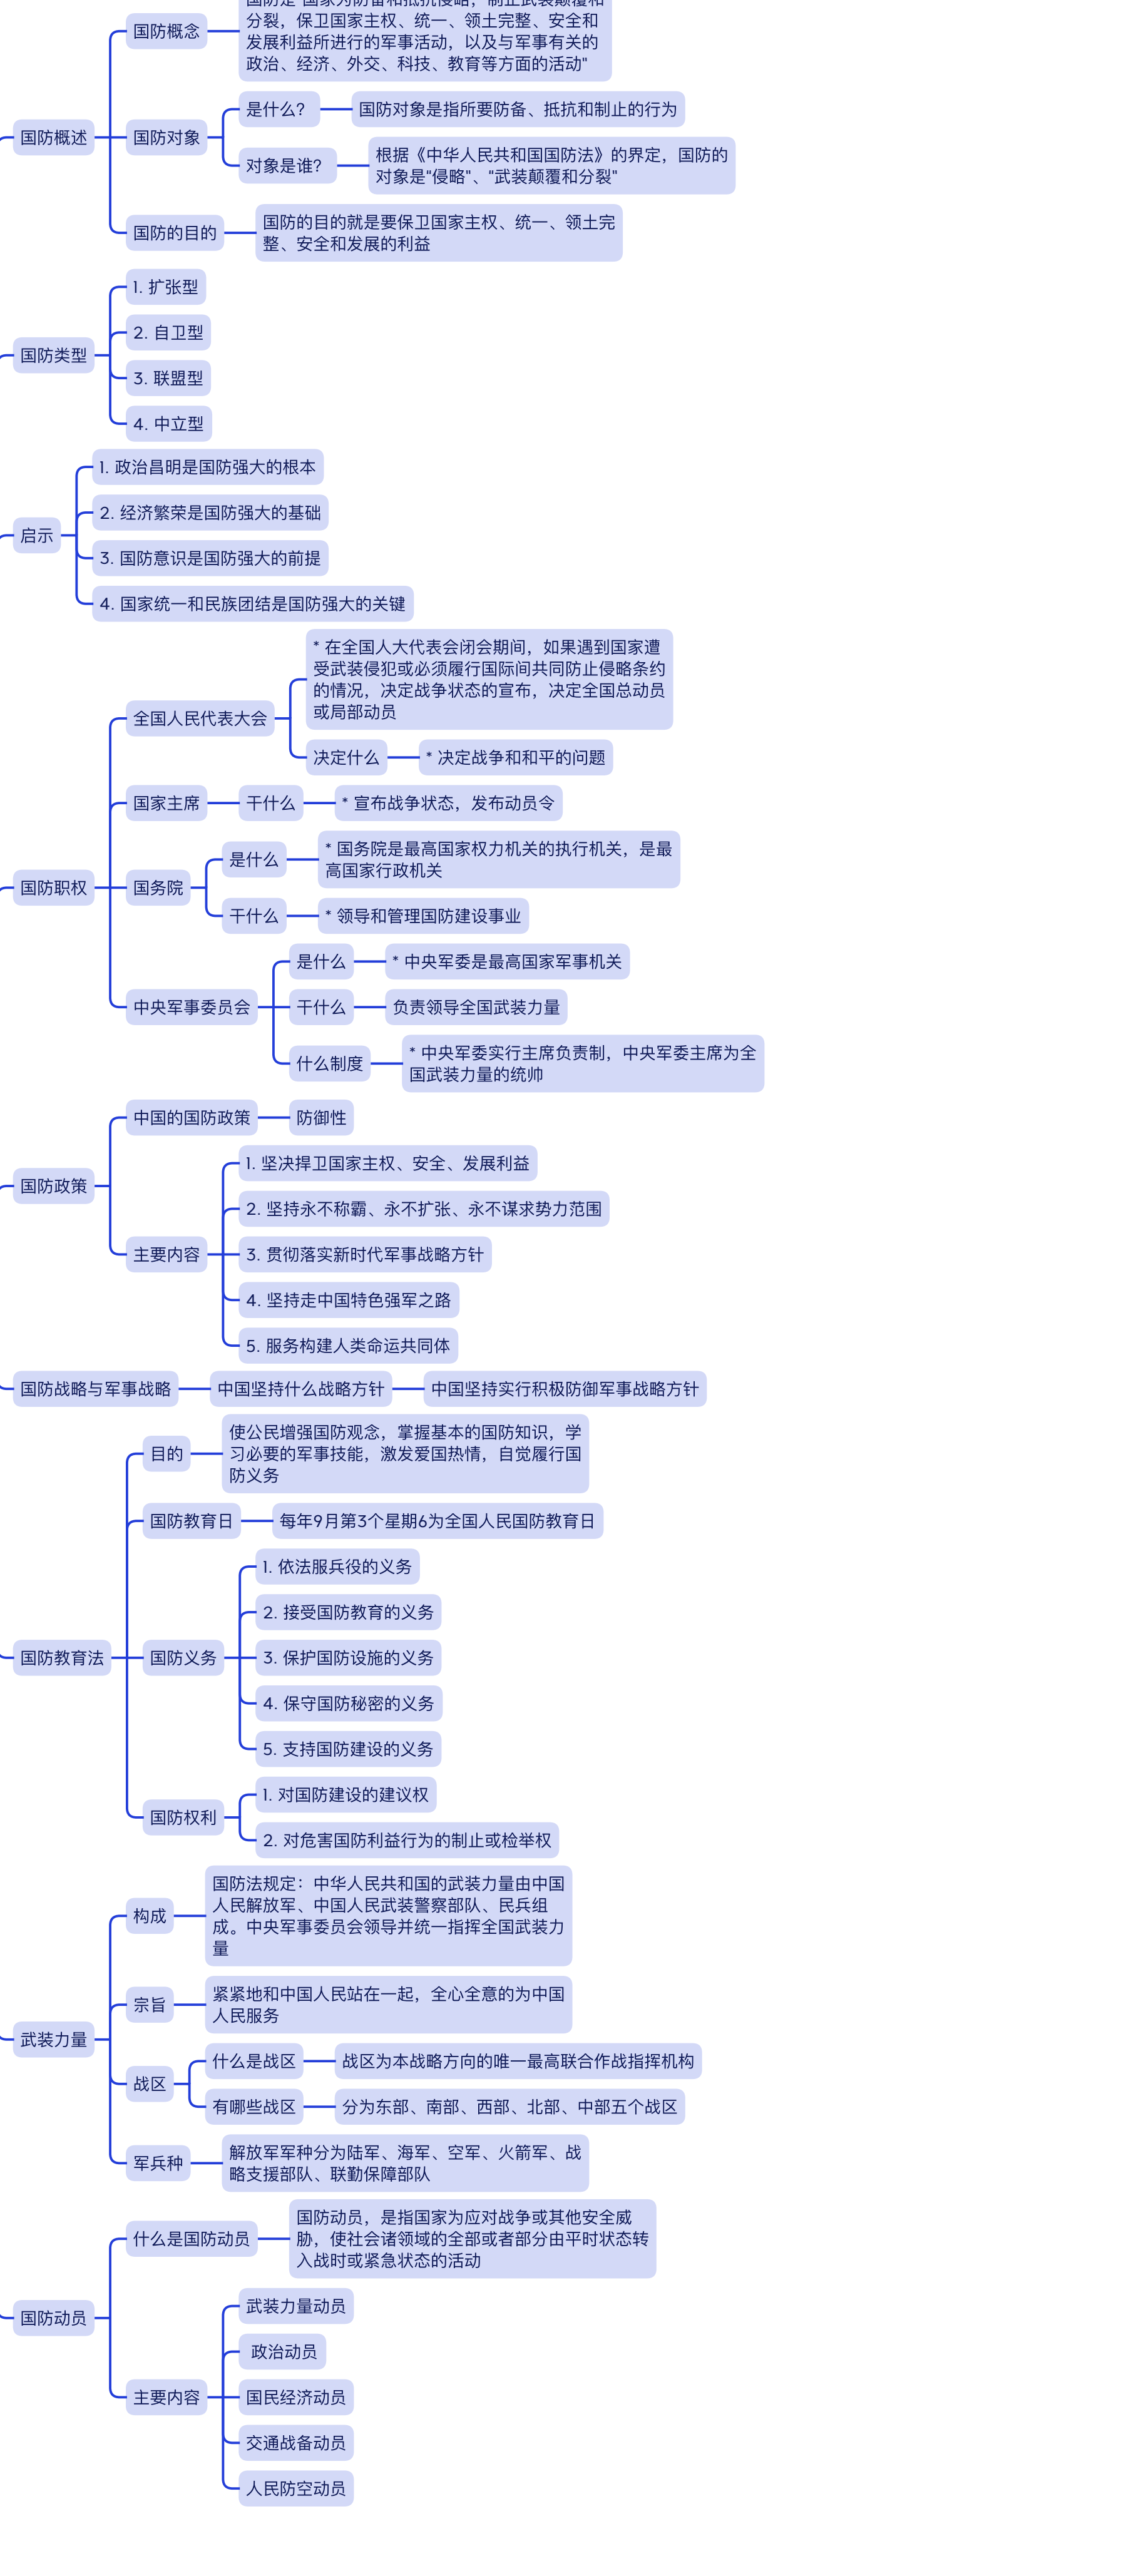 国防是"国家为防备和抵抗侵略，制止武装颠覆和
分裂，保卫国家主权、统一、领土完整、安全和
发展利益所进行的军事活动，以及与军事有关的
政治、经济、外交、科技、教育等方面的活动"
国防概念
是什么？
国防对象是指所要防备、抵抗和制止的行为
国防概述
国防对象
对象是谁？
根据《中华人民共和国国防法》的界定，国防的
对象是"侵略"、"武装颠覆和分裂"
国防的目的
国防的目的就是要保卫国家主权、统一、领土完
整、安全和发展的利益
1. 扩张型
2. 自卫型
国防类型
3. 联盟型
4. 中立型
1. 政治昌明是国防强大的根本
2. 经济繁荣是国防强大的基础
启示
3. 国防意识是国防强大的前提
4. 国家统一和民族团结是国防强大的关键
* 在全国人大代表会闭会期间，如果遇到国家遭
受武装侵犯或必须履行国际间共同防止侵略条约
的情况，决定战争状态的宣布，决定全国总动员
或局部动员
全国人民代表大会
决定什么
* 决定战争和和平的问题
国家主席
干什么
* 宣布战争状态，发布动员令
是什么
* 国务院是最高国家权力机关的执行机关，是最
高国家行政机关
国防职权
国务院
干什么
* 领导和管理国防建设事业
是什么
* 中央军委是最高国家军事机关
中央军事委员会
干什么
负责领导全国武装力量
什么制度
* 中央军委实行主席负责制，中央军委主席为全
国武装力量的统帅
中国的国防政策
防御性
国防政策
1. 坚决捍卫国家主权、安全、发展利益
2. 坚持永不称霸、永不扩张、永不谋求势力范围
主要内容
3. 贯彻落实新时代军事战略方针
4. 坚持走中国特色强军之路
5. 服务构建人类命运共同体
国防战略与军事战略
中国坚持什么战略方针
中国坚持实行积极防御军事战略方针
目的
使公民增强国防观念，掌握基本的国防知识，学
习必要的军事技能，激发爱国热情，自觉履行国
防义务
国防教育日
每年9月第3个星期6为全国人民国防教育日
1. 依法服兵役的义务
2. 接受国防教育的义务
国防教育法
国防义务
3. 保护国防设施的义务
4. 保守国防秘密的义务
5. 支持国防建设的义务
国防权利
1. 对国防建设的建议权
2. 对危害国防利益行为的制止或检举权
构成
国防法规定：中华人民共和国的武装力量由中国
人民解放军、中国人民武装警察部队、民兵组
成。中央军事委员会领导并统一指挥全国武装力
量
宗旨
紧紧地和中国人民站在一起，全心全意的为中国
人民服务
武装力量
战区
什么是战区
战区为本战略方向的唯一最高联合作战指挥机构
有哪些战区
分为东部、南部、西部、北部、中部五个战区
军兵种
解放军军种分为陆军、海军、空军、火箭军、战
略支援部队、联勤保障部队
什么是国防动员
国防动员，是指国家为应对战争或其他安全威
胁，使社会诸领域的全部或者部分由平时状态转
入战时或紧急状态的活动
国防动员
武装力量动员
政治动员
主要内容
国民经济动员
交通战备动员
人民防空动员